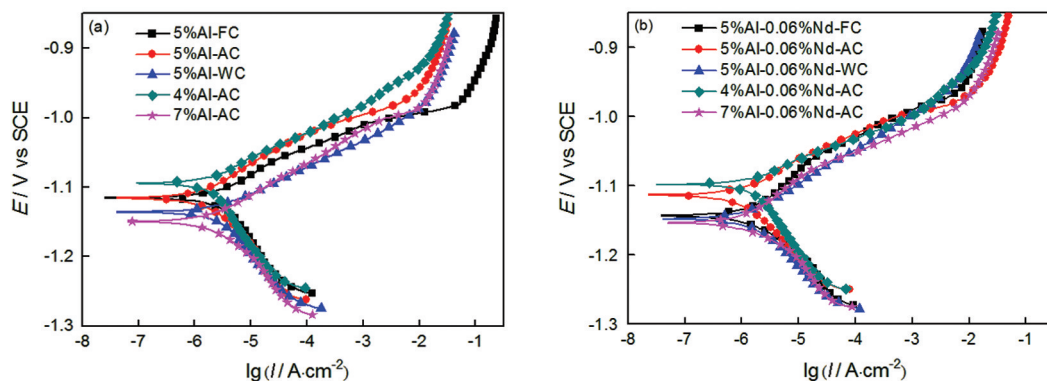 (a)
5%Al-FC
5%Al-AC
5%Al-WC
4%Al-AC
7%Al-AC
E / V vs SCE
-0.9
-1.0
-1.1
-1.2
-1.3
-8 -7 -6 -5 -4 -3 -2 -1
lg (I / A·cm⁻²)
(b)
5%Al-0.06%Nd-FC
5%Al-0.06%Nd-AC
5%Al-0.06%Nd-WC
4%Al-0.06%Nd-AC
7%Al-0.06%Nd-AC
E / V vs SCE
-0.9
-1.0
-1.1
-1.2
-1.3
-8 -7 -6 -5 -4 -3 -2 -1
lg (I / A·cm⁻²)